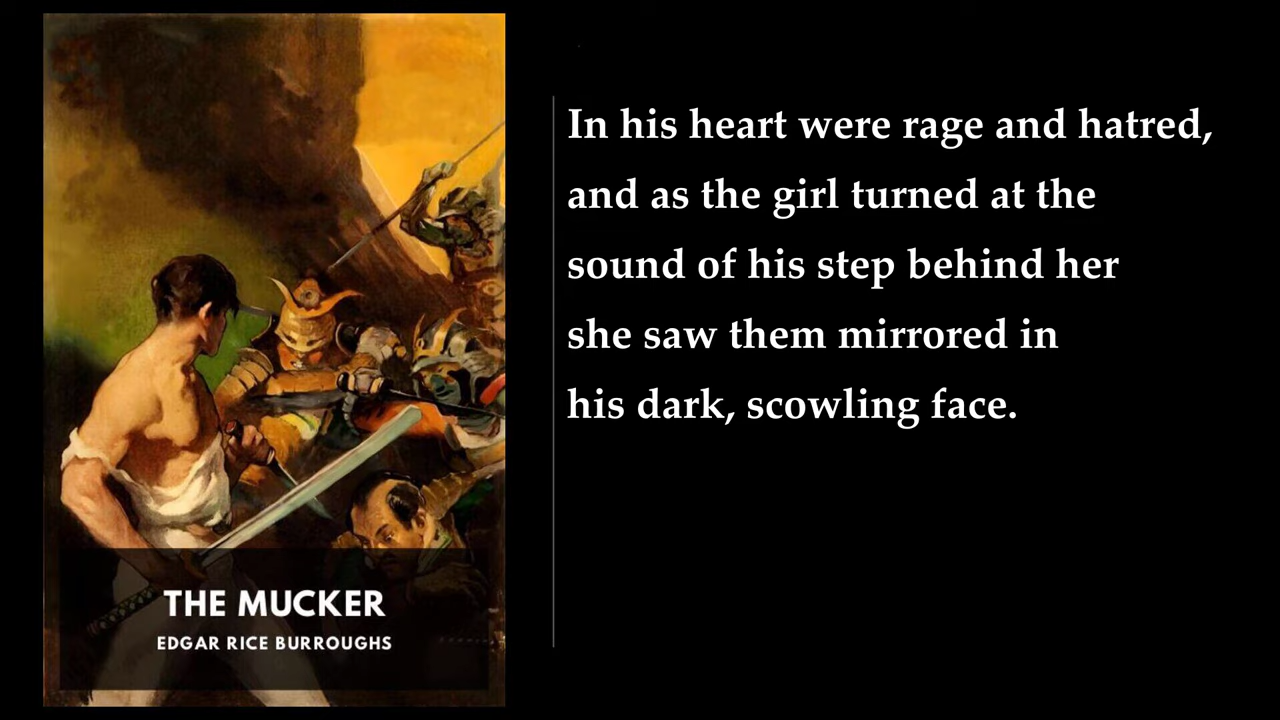 THE MUCKER
EDGAR RICE BURROUGHS
In his heart were rage and hatred,
and as the girl turned at the
sound of his step behind her
she saw them mirrored in
his dark, scowling face.